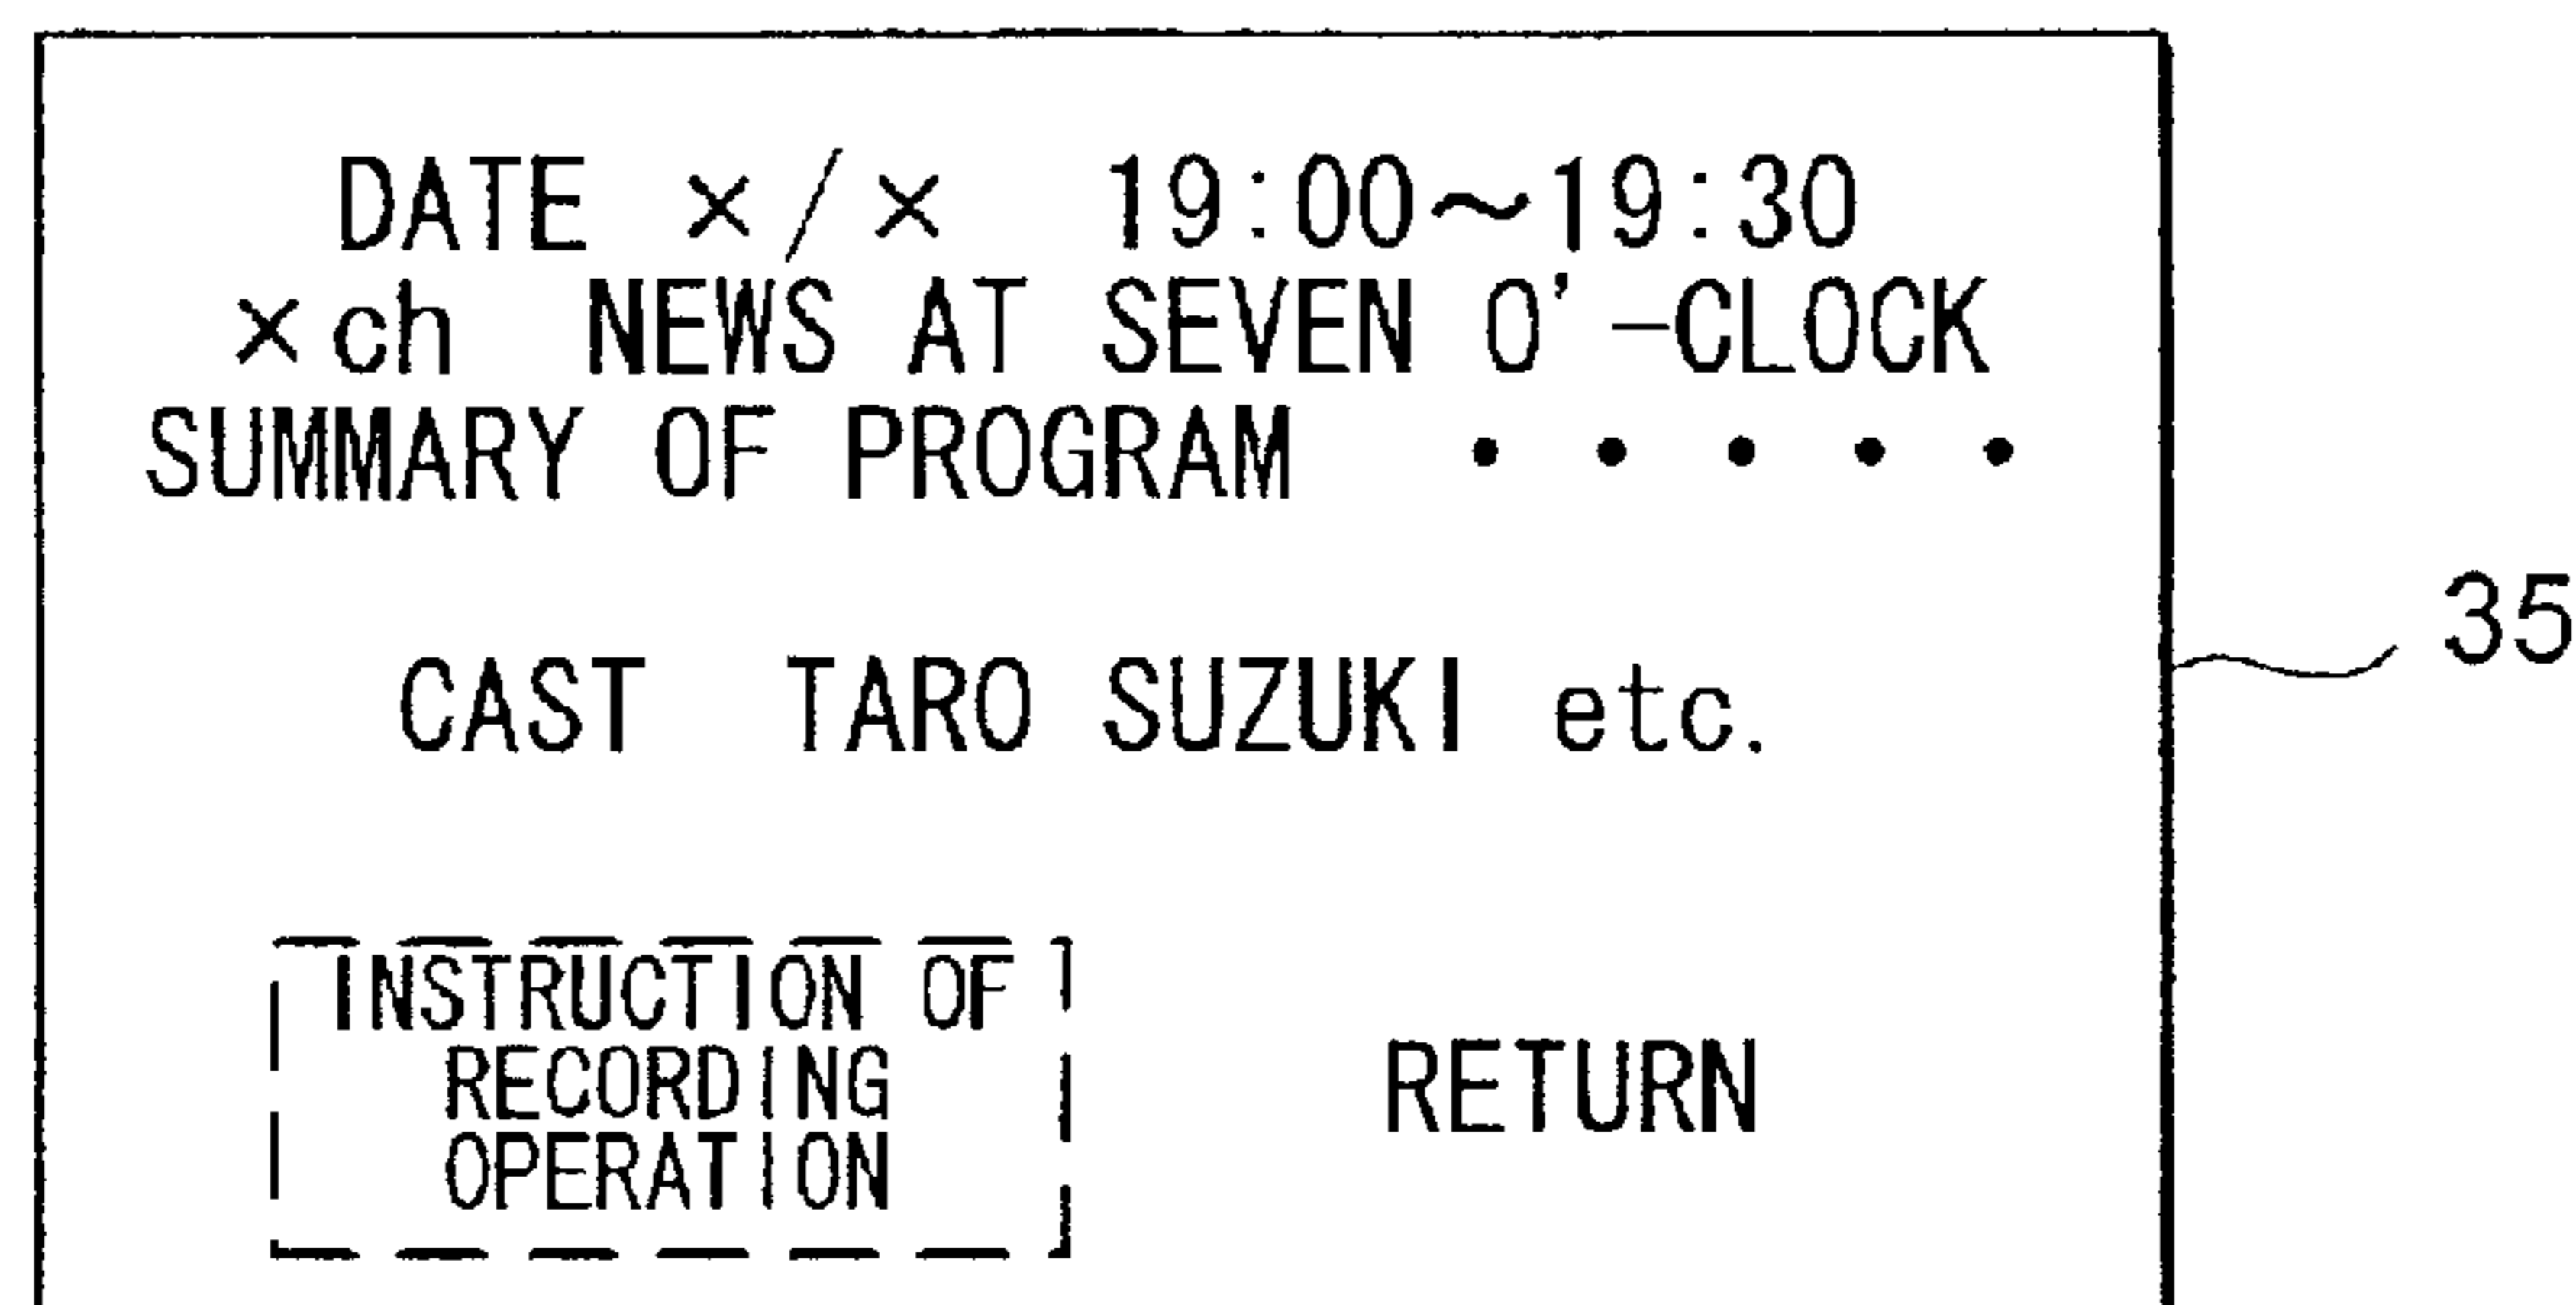 DATE ×/× 19:00～19:30
×ch NEWS AT SEVEN O'-CLOCK
SUMMARY OF PROGRAM ・・・・・
35
CAST TARO SUZUKI etc.
INSTRUCTION OF
RECORDING
OPERATION
RETURN